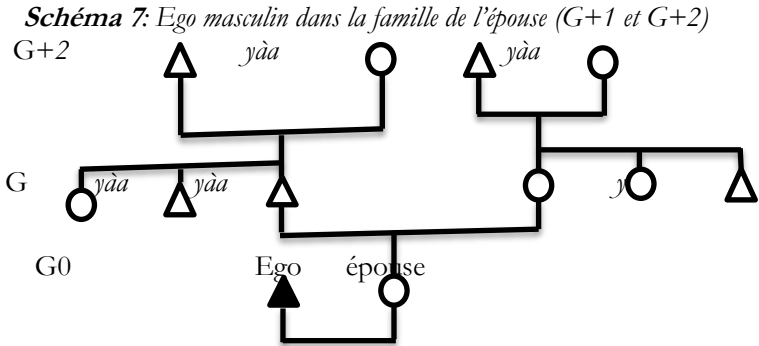 Schéma 7: Ego masculin dans la famille de l’épouse (G+1 et G+2)
G+2 yàa yàa
G yàa yàa y
G0 Ego épouse